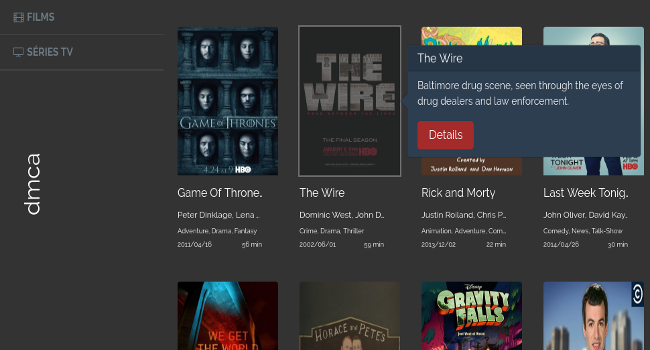 FILMS
SÉRIES TV
dmca
GAME OF THRONES
4.24 at 9 HBO
THE
WIRE
THE FINAL SEASON
HBO
The Wire
Baltimore drug scene, seen through the eyes of
drug dealers and law enforcement.
Details
Created by
Justin Roiland and Dan Harmon
TONIGHT
HBO
Game Of Throne..
The Wire
Rick and Morty
Last Week Tonig..
Peter Dinklage, Lena ...
Dominic West, John D...
Justin Roiland, Chris P...
John Oliver, David Kay...
Adventure, Drama, Fantasy
Crime, Drama, Thriller
Animation, Adventure, Com...
Comedy, News, Talk-Show
2011/04/16
56 min
2002/06/01
59 min
2013/12/02
22 min
2014/04/26
30 min
WE GET
THE WORLD
HORACE and PETE'S
Disney
GRAVITY
FALLS
©